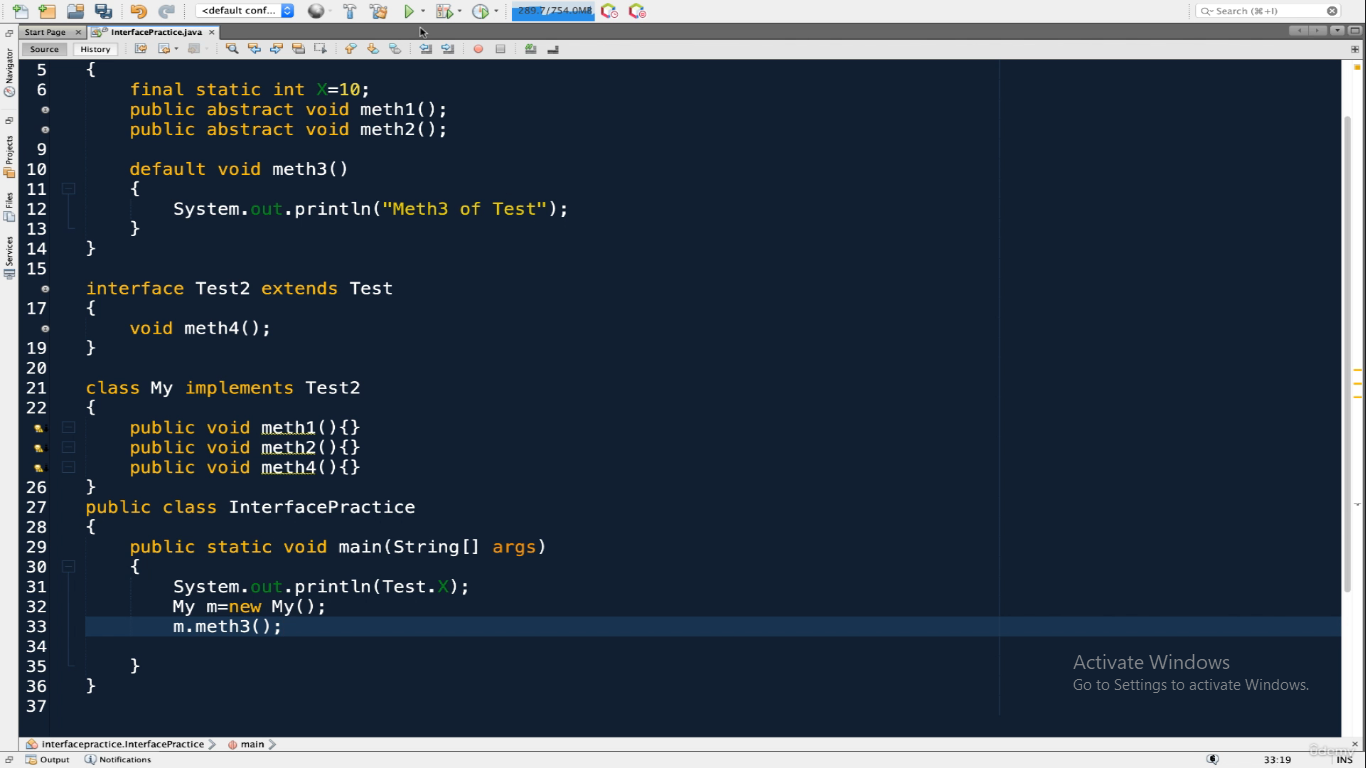 <default conf...
289.7/754.0MB
Search (⌘+I)
Start Page
InterfacePractice.java
Source
History
Navigator
Projects
Files
Services
5 {
6 final static int X=10;
public abstract void meth1();
public abstract void meth2();
9
10 default void meth3()
11 {
12 System.out.println("Meth3 of Test");
13 }
14 }
15
interface Test2 extends Test
17 {
void meth4();
19 }
20
21 class My implements Test2
22 {
public void meth1(){}
public void meth2(){}
public void meth4(){}
26 }
27 public class InterfacePractice
28 {
29 public static void main(String[] args)
30 {
31 System.out.println(Test.X);
32 My m=new My();
33 m.meth3();
34
35 }
36 }
37
Activate Windows
Go to Settings to activate Windows.
interfacepractice.InterfacePractice
main
Output
Notifications
33:19
INS
ûdemy